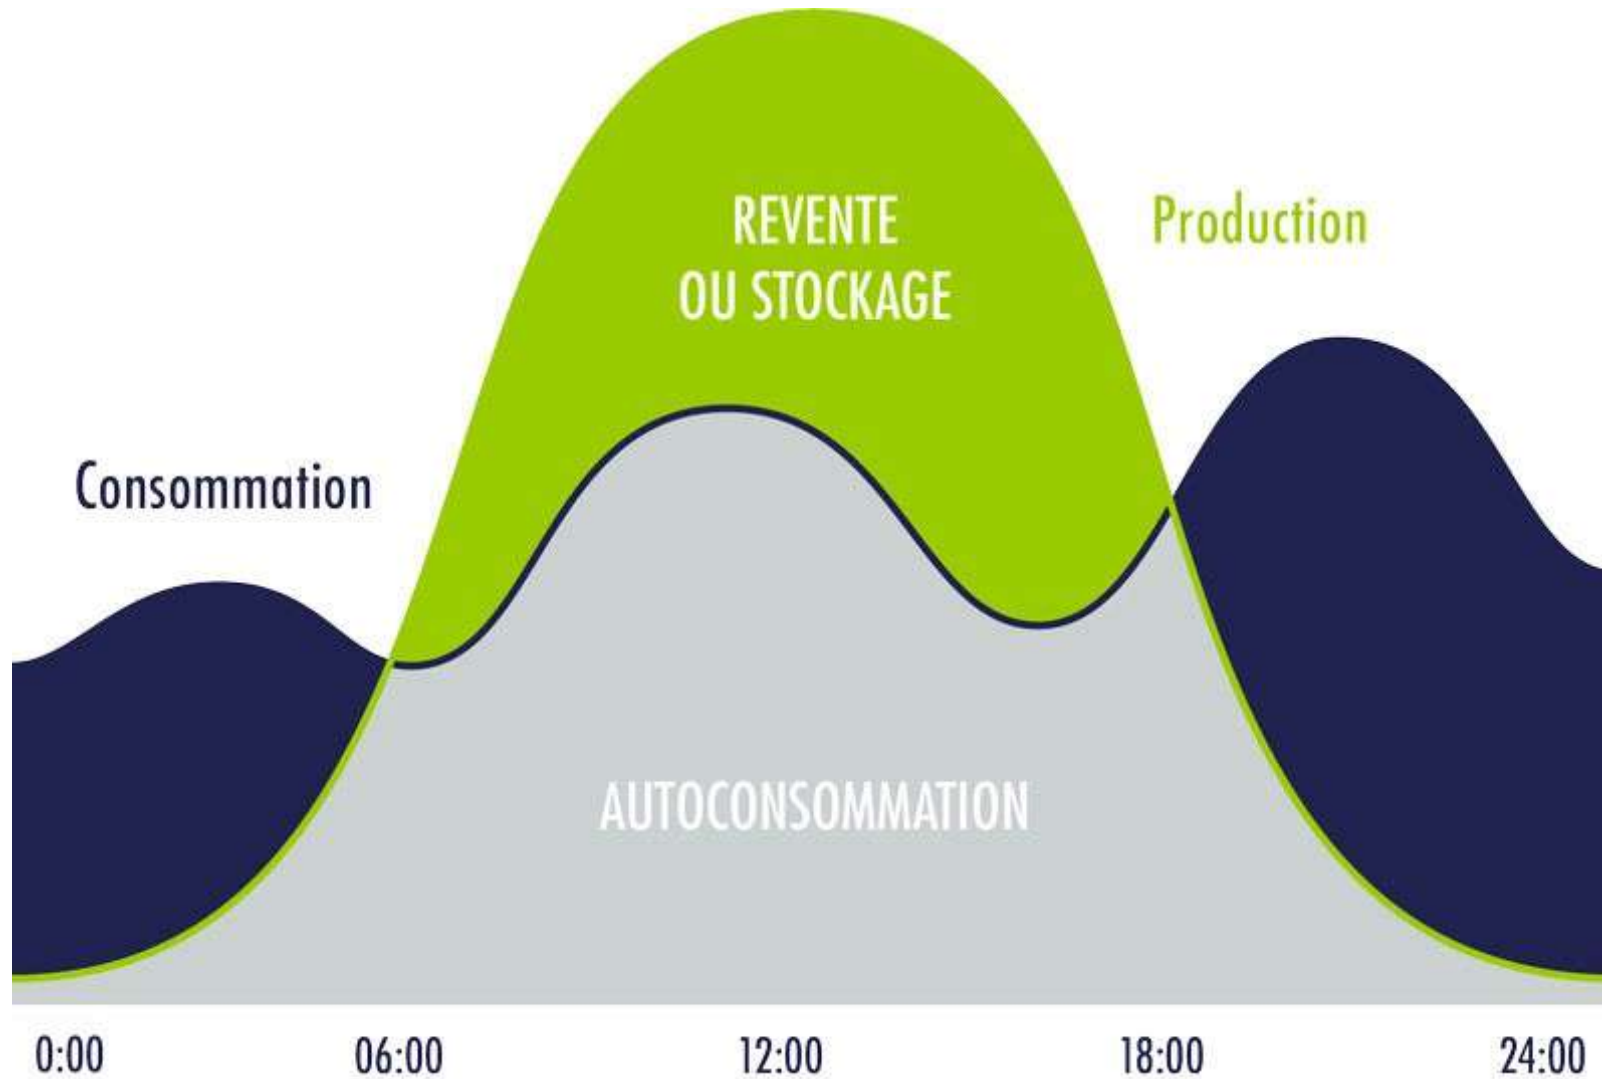 REVENTE
OU STOCKAGE
Production
Consommation
AUTOCONSOMMATION
0:00 06:00 12:00 18:00 24:00